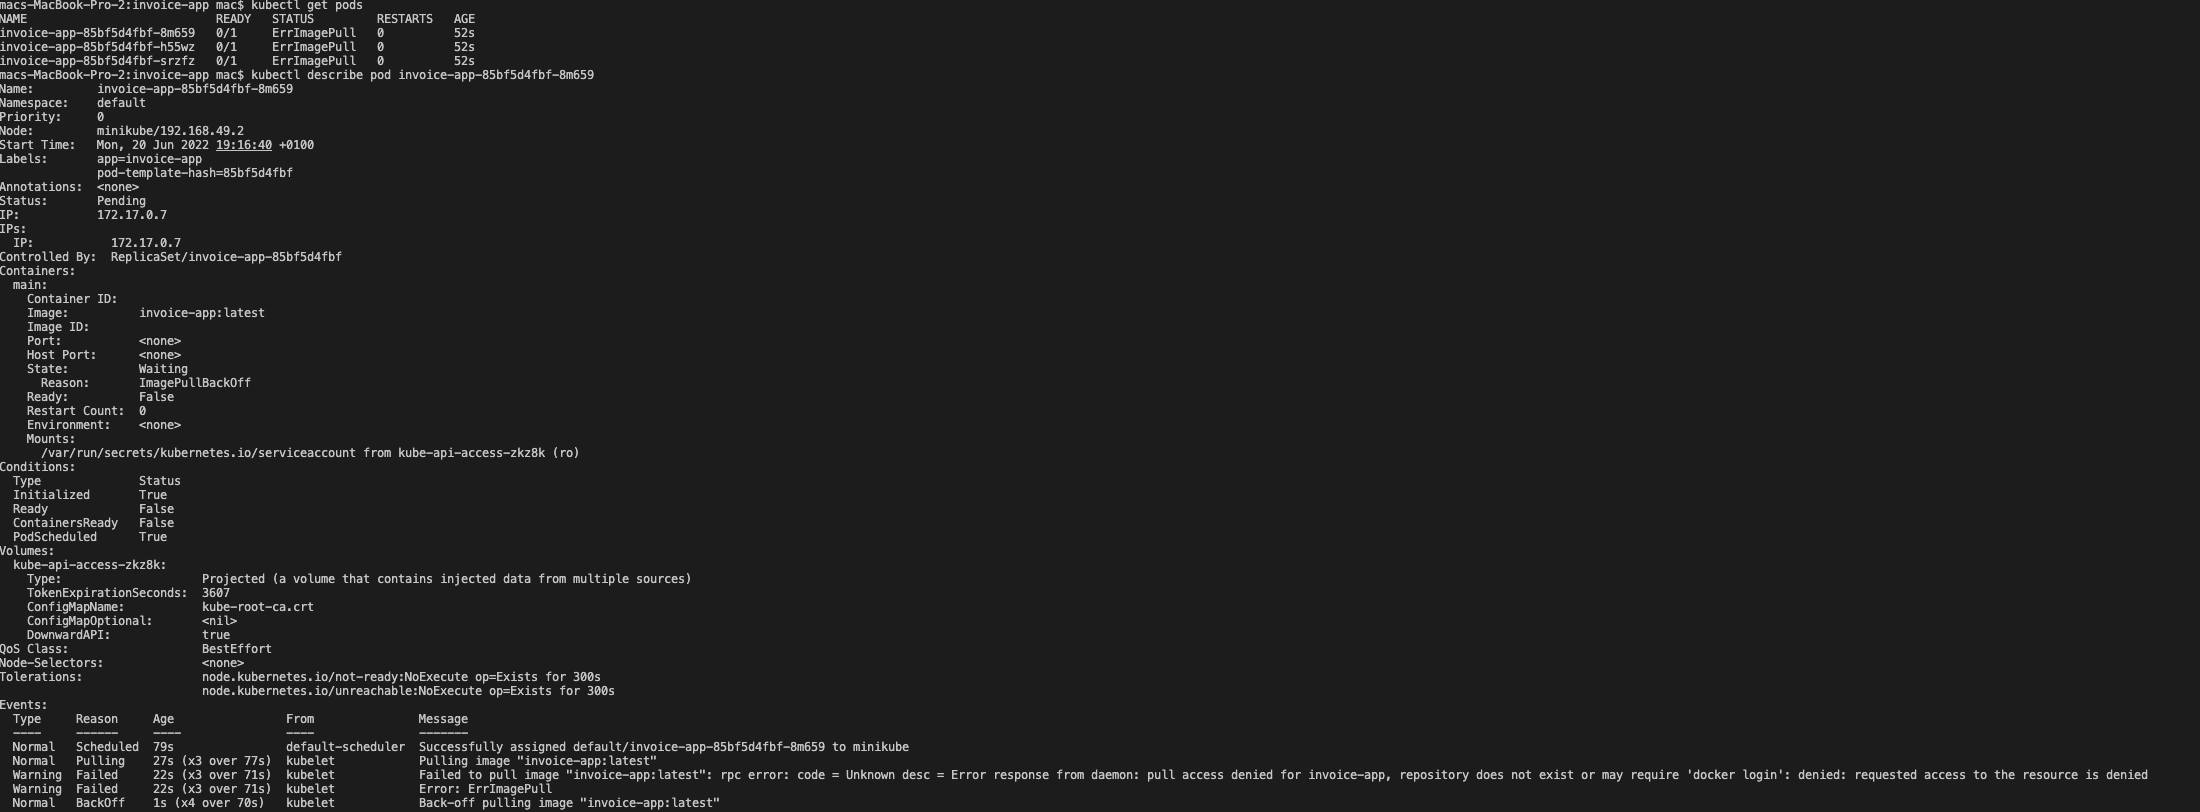 macs-MacBook-Pro-2:invoice-app mac$ kubectl get pods
NAME                           READY   STATUS         RESTARTS   AGE
invoice-app-85bf5d4fbf-8m659   0/1     ErrImagePull   0          52s
invoice-app-85bf5d4fbf-h55wz   0/1     ErrImagePull   0          52s
invoice-app-85bf5d4fbf-srzfz   0/1     ErrImagePull   0          52s
macs-MacBook-Pro-2:invoice-app mac$ kubectl describe pod invoice-app-85bf5d4fbf-8m659
Name:         invoice-app-85bf5d4fbf-8m659
Namespace:    default
Priority:     0
Node:         minikube/192.168.49.2
Start Time:   Mon, 20 Jun 2022 19:16:40 +0100
Labels:       app=invoice-app
              pod-template-hash=85bf5d4fbf
Annotations:  <none>
Status:       Pending
IP:           172.17.0.7
IPs:
  IP:           172.17.0.7
Controlled By:  ReplicaSet/invoice-app-85bf5d4fbf
Containers:
  main:
    Container ID:
    Image:          invoice-app:latest
    Image ID:
    Port:           <none>
    Host Port:      <none>
    State:          Waiting
      Reason:       ImagePullBackOff
    Ready:          False
    Restart Count:  0
    Environment:    <none>
    Mounts:
      /var/run/secrets/kubernetes.io/serviceaccount from kube-api-access-zkz8k (ro)
Conditions:
  Type              Status
  Initialized       True
  Ready             False
  ContainersReady   False
  PodScheduled      True
Volumes:
  kube-api-access-zkz8k:
    Type:                    Projected (a volume that contains injected data from multiple sources)
    TokenExpirationSeconds:  3607
    ConfigMapName:           kube-root-ca.crt
    ConfigMapOptional:       <nil>
    DownwardAPI:             true
QoS Class:                   BestEffort
Node-Selectors:              <none>
Tolerations:                 node.kubernetes.io/not-ready:NoExecute op=Exists for 300s
                             node.kubernetes.io/unreachable:NoExecute op=Exists for 300s
Events:
  Type     Reason     Age                From               Message
  ----     ------     ----               ----               -------
  Normal   Scheduled  79s                default-scheduler  Successfully assigned default/invoice-app-85bf5d4fbf-8m659 to minikube
  Normal   Pulling    27s (x3 over 77s)  kubelet            Pulling image "invoice-app:latest"
  Warning  Failed     22s (x3 over 71s)  kubelet            Failed to pull image "invoice-app:latest": rpc error: code = Unknown desc = Error response from daemon: pull access denied for invoice-app, repository does not exist or may require 'docker login': denied: requested access to the resource is denied
  Warning  Failed     22s (x3 over 71s)  kubelet            Error: ErrImagePull
  Normal   BackOff    1s (x4 over 70s)   kubelet            Back-off pulling image "invoice-app:latest"